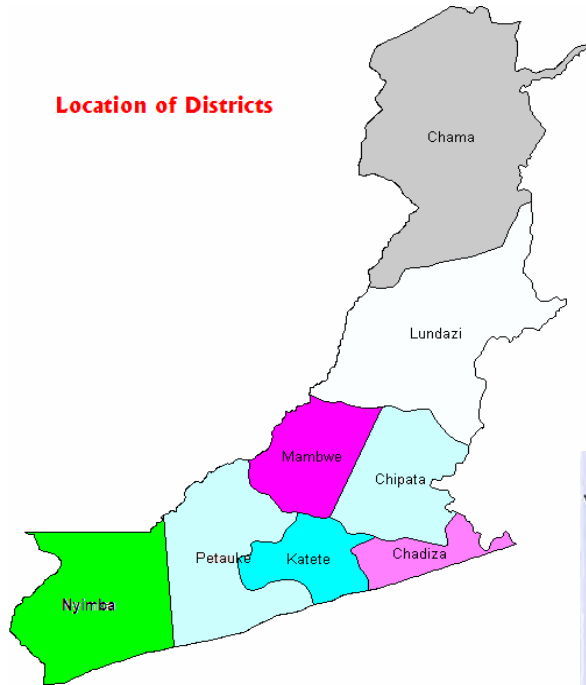 Location of Districts
Chama
Lundazi
Mambwe
Chipata
Petauke
Katete
Chadiza
Nyimba